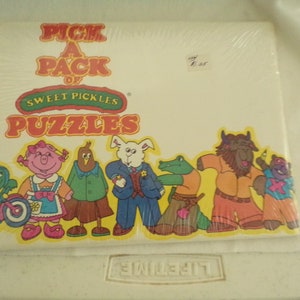 PICK
A
PACK
OF
SWEET PICKLES®
PUZZLES
LIFETIME